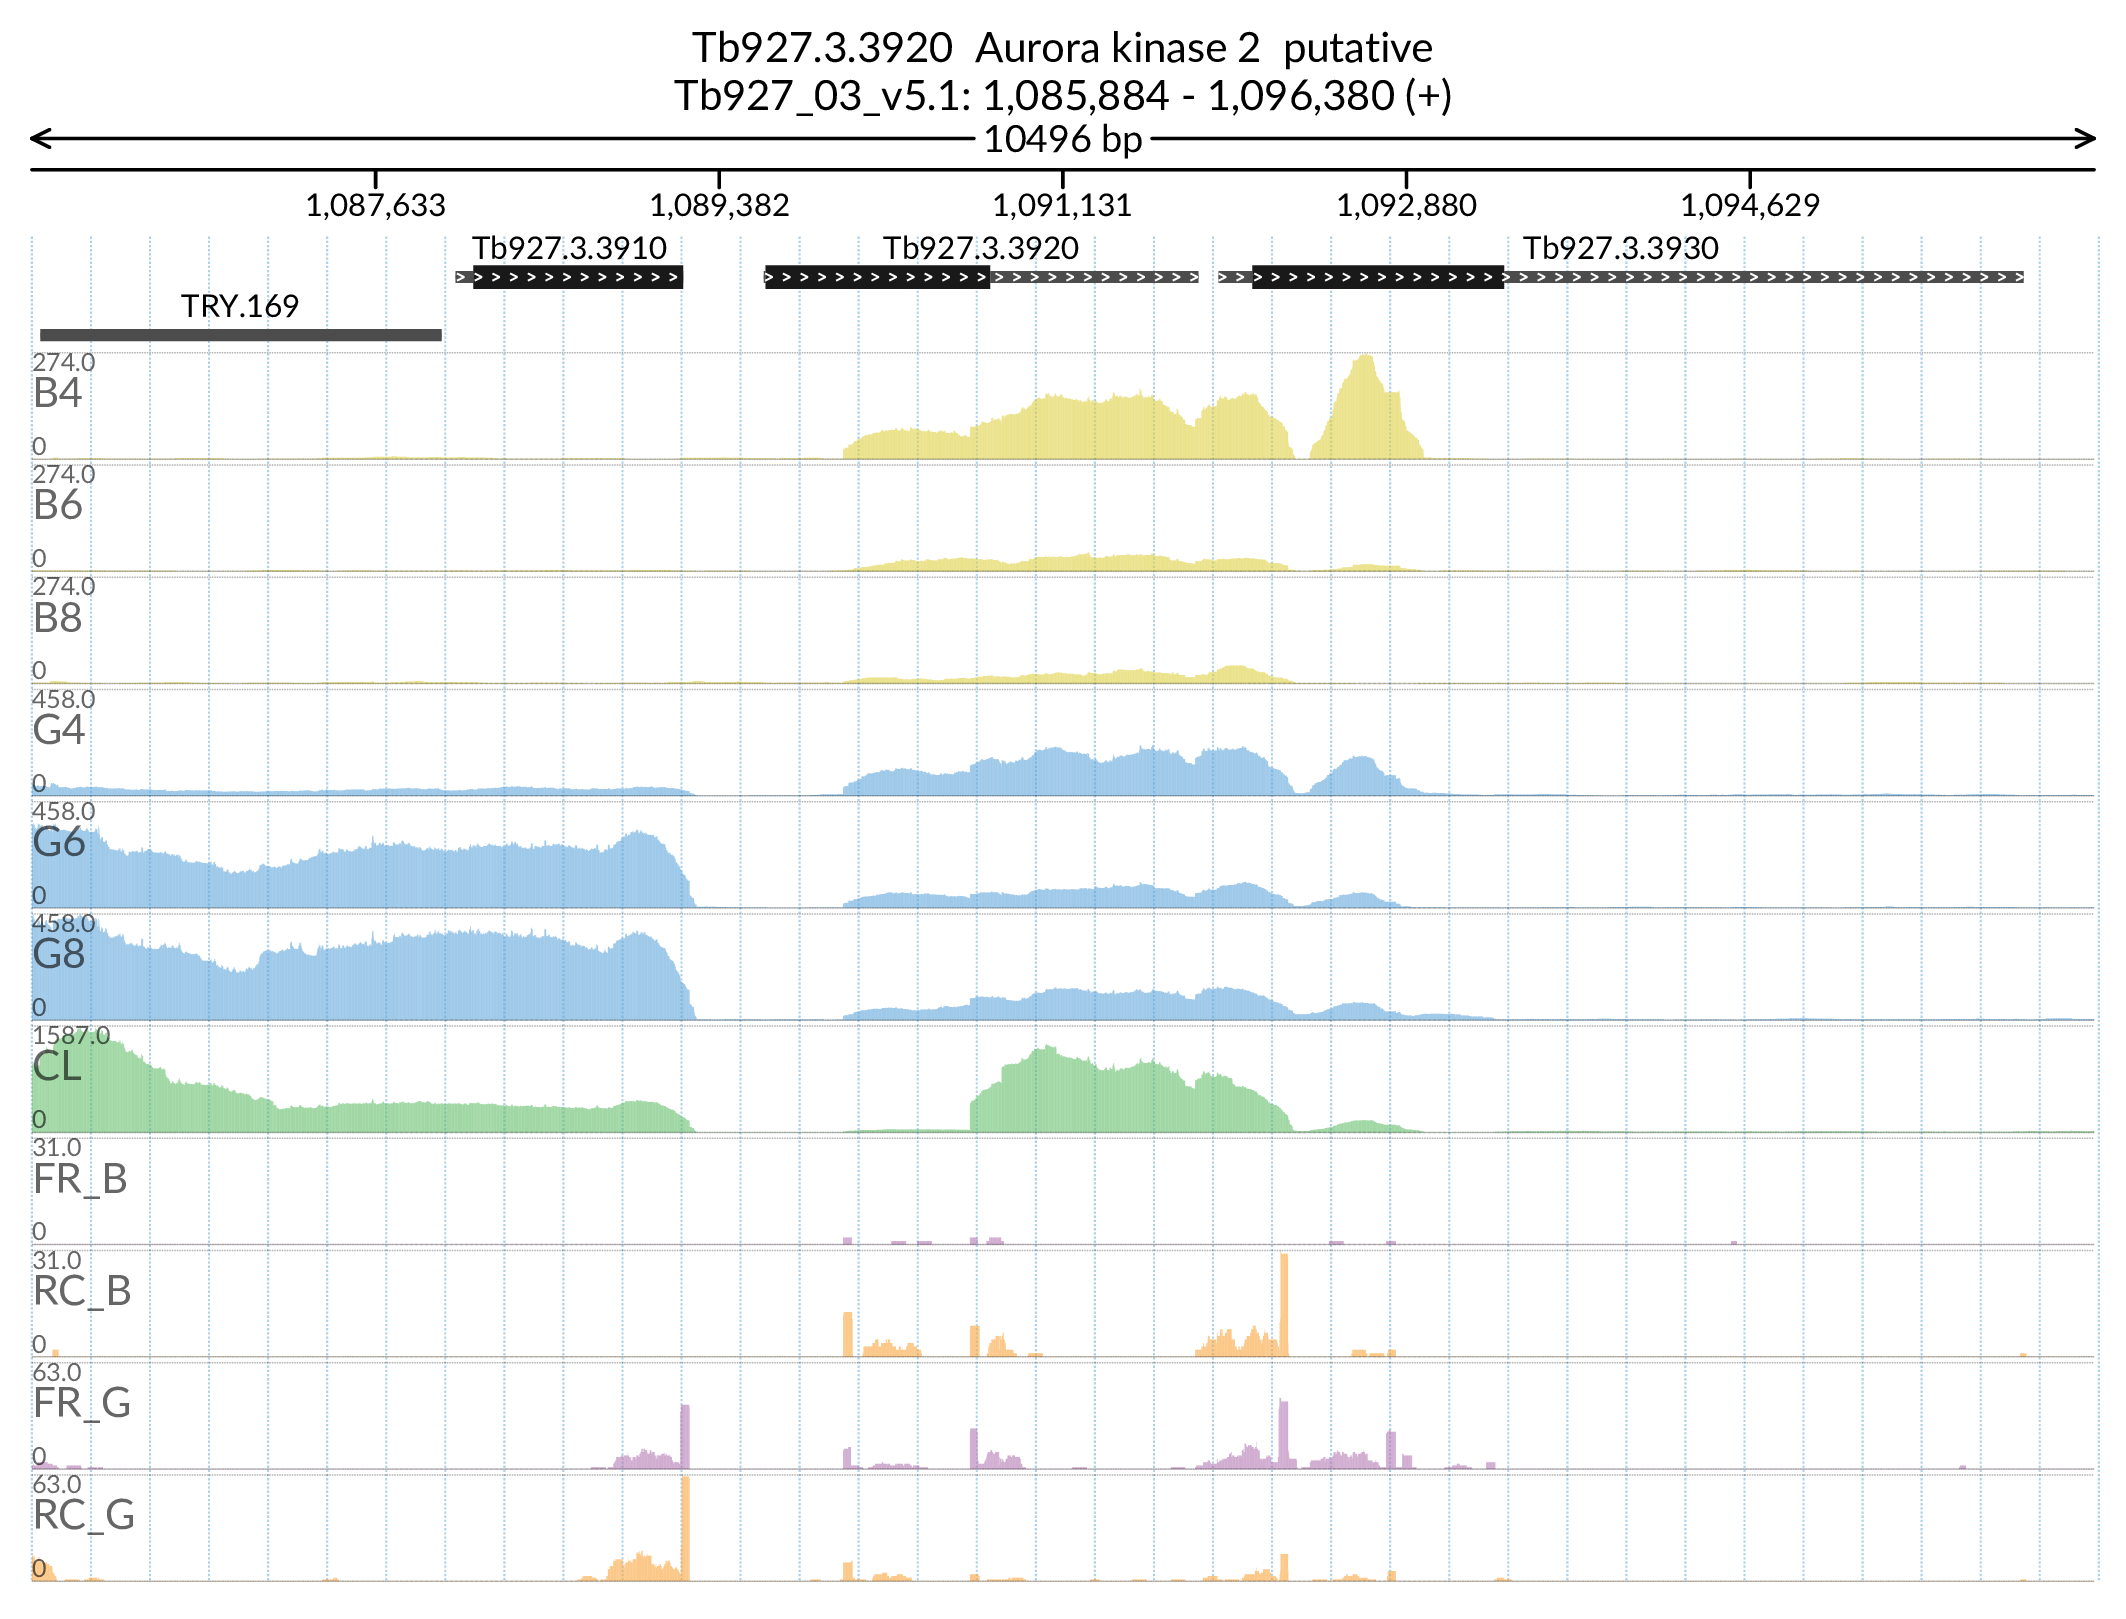 Tb927.3.3920 Aurora kinase 2 putative
Tb927_03_v5.1: 1,085,884 - 1,096,380 (+)
10496 bp
1,087,633 1,089,382 1,091,131 1,092,880 1,094,629
Tb927.3.3910 Tb927.3.3920 Tb927.3.3930
TRY.169
274.0
B4
0
274.0
B6
0
274.0
B8
0
458.0
G4
0
458.0
G6
0
458.0
G8
0
1587.0
CL
0
31.0
FR_B
0
31.0
RC_B
0
63.0
FR_G
0
63.0
RC_G
0